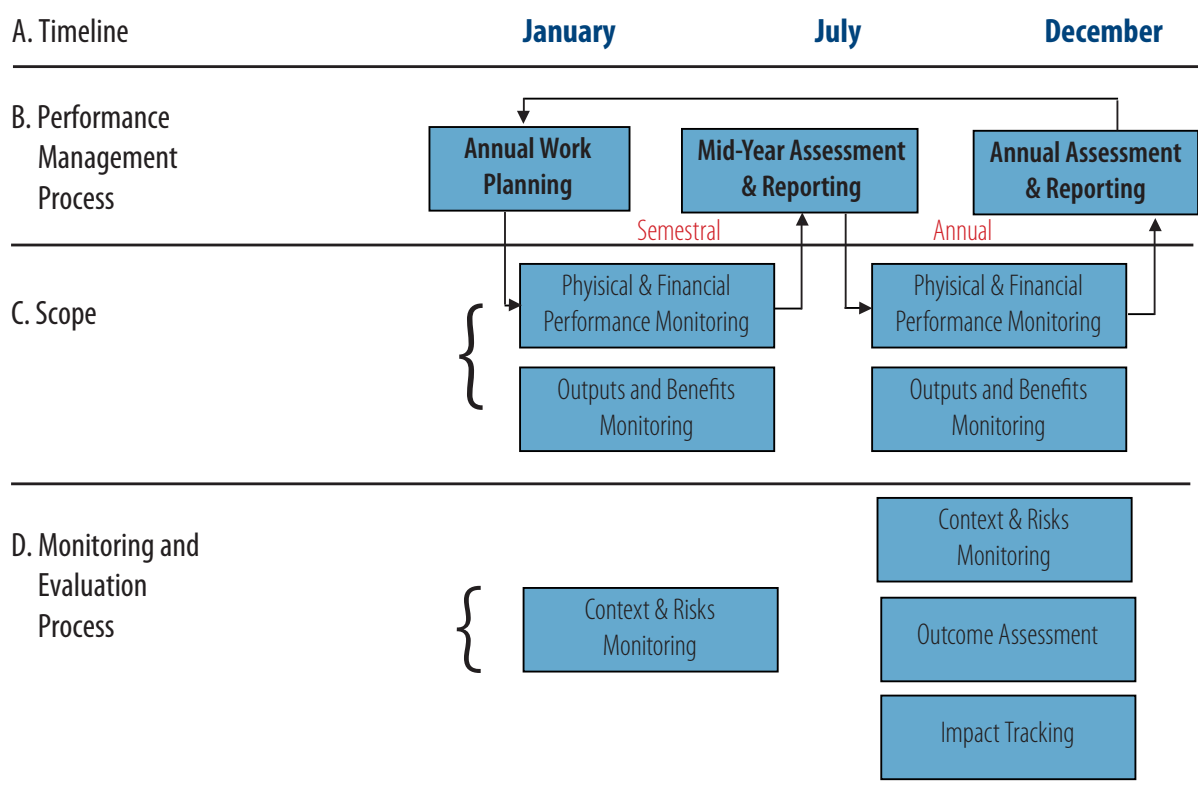 A. Timeline
January
July
December
B. Performance
Management
Process
Annual Work
Planning
Mid-Year Assessment
& Reporting
Annual Assessment
& Reporting
Semestral
Annual
C. Scope
{
Phyisical & Financial
Performance Monitoring
Phyisical & Financial
Performance Monitoring
Outputs and Benefits
Monitoring
Outputs and Benefits
Monitoring
D. Monitoring and
Evaluation
Process
{
Context & Risks
Monitoring
Context & Risks
Monitoring
Outcome Assessment
Impact Tracking